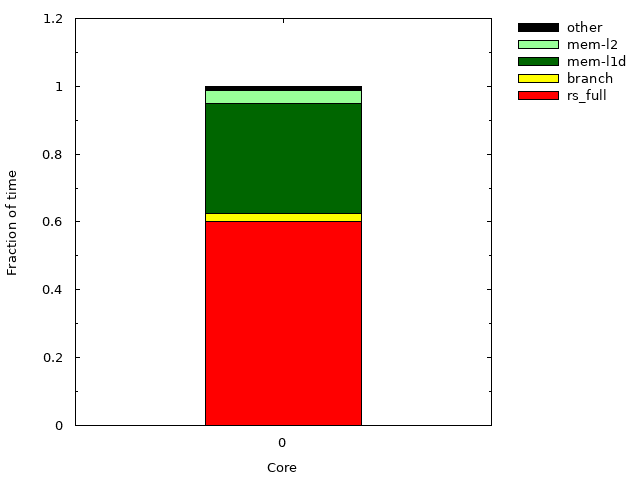 1.2
1
0.8
0.6
0.4
0.2
0
Fraction of time
0
Core
other
mem-l2
mem-l1d
branch
rs_full